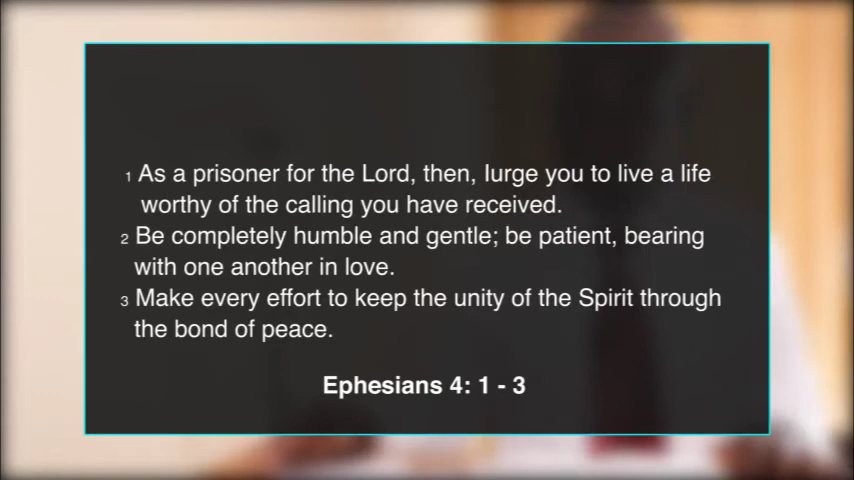 1 As a prisoner for the Lord, then, Iurge you to live a life
worthy of the calling you have received.
2 Be completely humble and gentle; be patient, bearing
with one another in love.
3 Make every effort to keep the unity of the Spirit through
the bond of peace.
Ephesians 4: 1 - 3